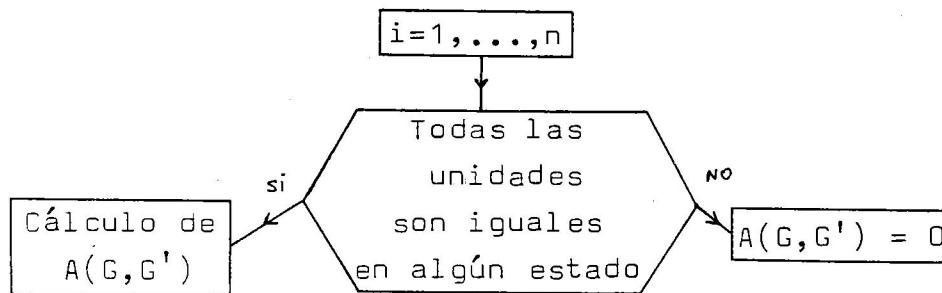 i=1,...,n
Todas las
unidades
son iguales
en algún estado
si
Cálculo de
A(G,G')
NO
A(G,G') = 0